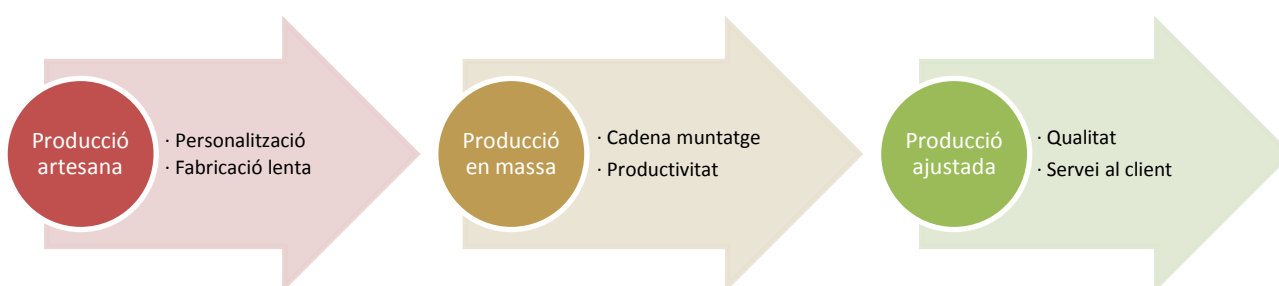 Producció
artesana
· Personalització
· Fabricació lenta
Producció
en massa
· Cadena muntatge
· Productivitat
Producció
ajustada
· Qualitat
· Servei al client